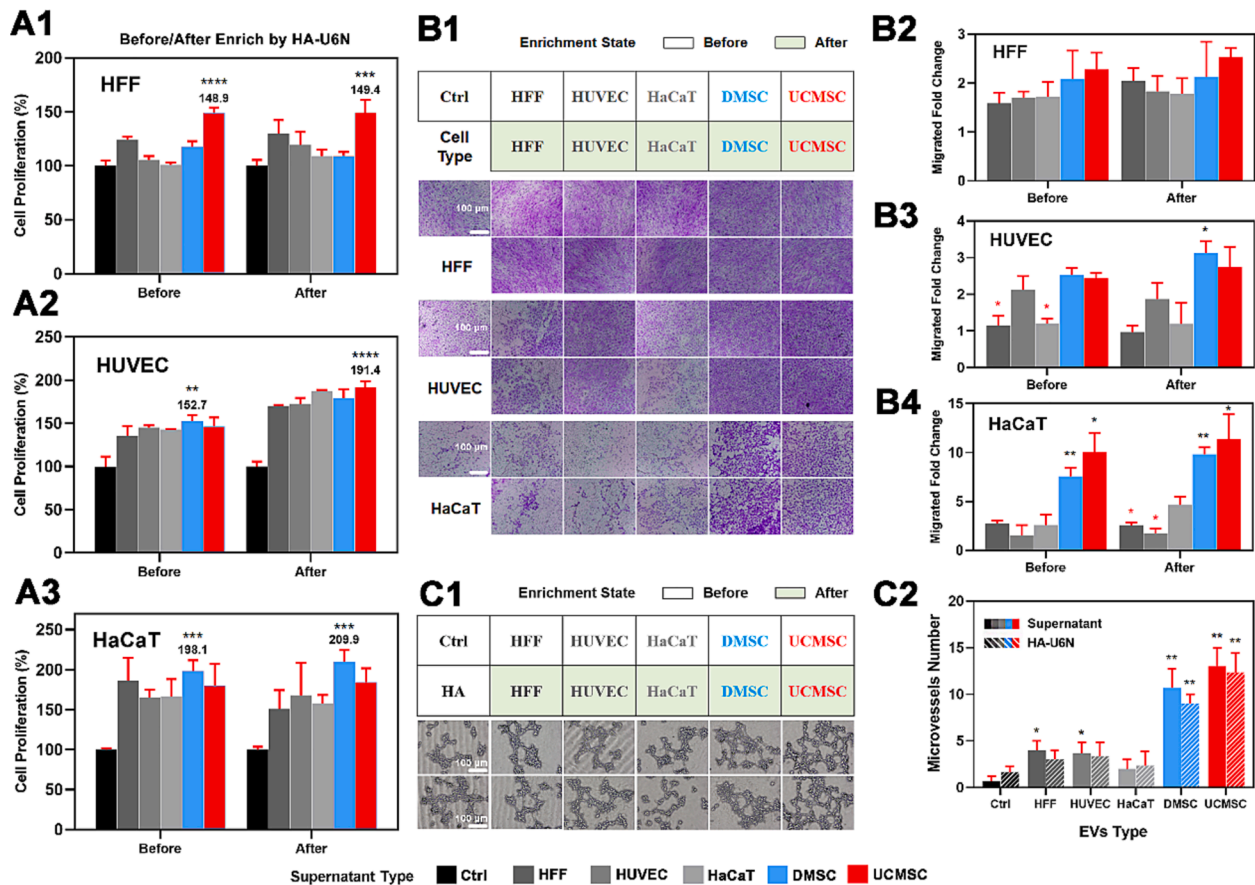 A1
Before/After Enrich by HA-U6N
HFF
Cell Proliferation (%)
200
150
100
50
0
****
148.9
***
149.4
Before
After
A2
HUVEC
Cell Proliferation (%)
250
200
150
100
50
0
**
152.7
****
191.4
Before
After
A3
HaCaT
Cell Proliferation (%)
250
200
150
100
50
0
***
198.1
***
209.9
Before
After
B1
Enrichment State Before After
Ctrl HFF HUVEC HaCaT DMSC UCMSC
Cell Type HFF HUVEC HaCaT DMSC UCMSC
100 μm
HFF
100 μm
HUVEC
100 μm
HaCaT
B2
HFF
Migrated Fold Change
3
2
1
0
Before
After
B3
HUVEC
Migrated Fold Change
4
3
2
1
0
*
*
*
Before
After
B4
HaCaT
Migrated Fold Change
15
10
5
0
**
*
*
*
**
*
Before
After
C1
Enrichment State Before After
Ctrl HFF HUVEC HaCaT DMSC UCMSC
HA HFF HUVEC HaCaT DMSC UCMSC
100 μm
100 μm
C2
Microvessels Number
20
15
10
5
0
Supernatant
HA-U6N
*
*
**
**
**
**
Ctrl
HFF
HUVEC
HaCaT
DMSC
UCMSC
EVs Type
Supernatant Type Ctrl HFF HUVEC HaCaT DMSC UCMSC